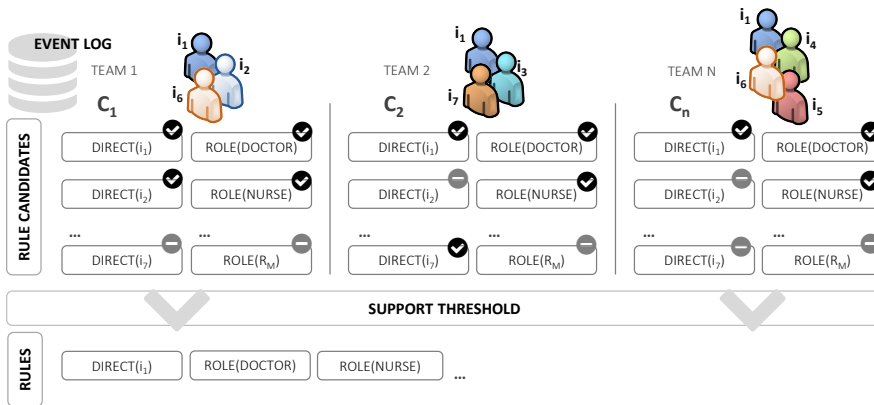 EVENT LOG
TEAM 1
C1
i1
i2
i6
TEAM 2
C2
i1
i3
i7
TEAM N
Cn
i1
i4
i6
i5
RULE CANDIDATES
DIRECT(i1) ROLE(DOCTOR) DIRECT(i1) ROLE(DOCTOR) DIRECT(i1) ROLE(DOCTOR)
DIRECT(i2) ROLE(NURSE) DIRECT(i2) ROLE(NURSE) DIRECT(i2) ROLE(NURSE)
... ... ... ... ... ...
DIRECT(i7) ROLE(RM) DIRECT(i7) ROLE(RM) DIRECT(i7) ROLE(RM)
SUPPORT THRESHOLD
RULES
DIRECT(i1) ROLE(DOCTOR) ROLE(NURSE) ...